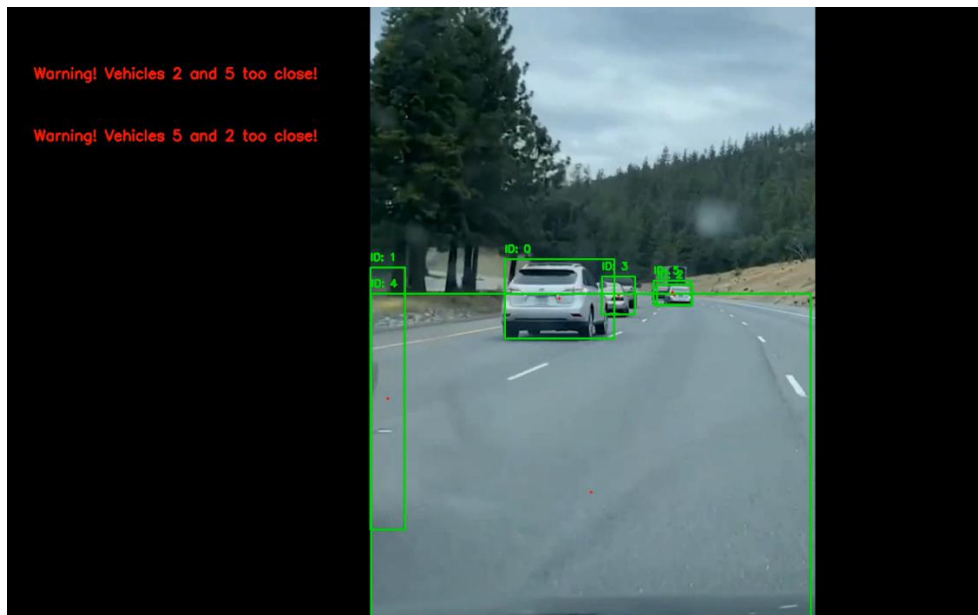 Warning! Vehicles 2 and 5 too close!
Warning! Vehicles 5 and 2 too close!
ID: 0
ID: 1
ID: 3
ID: 4